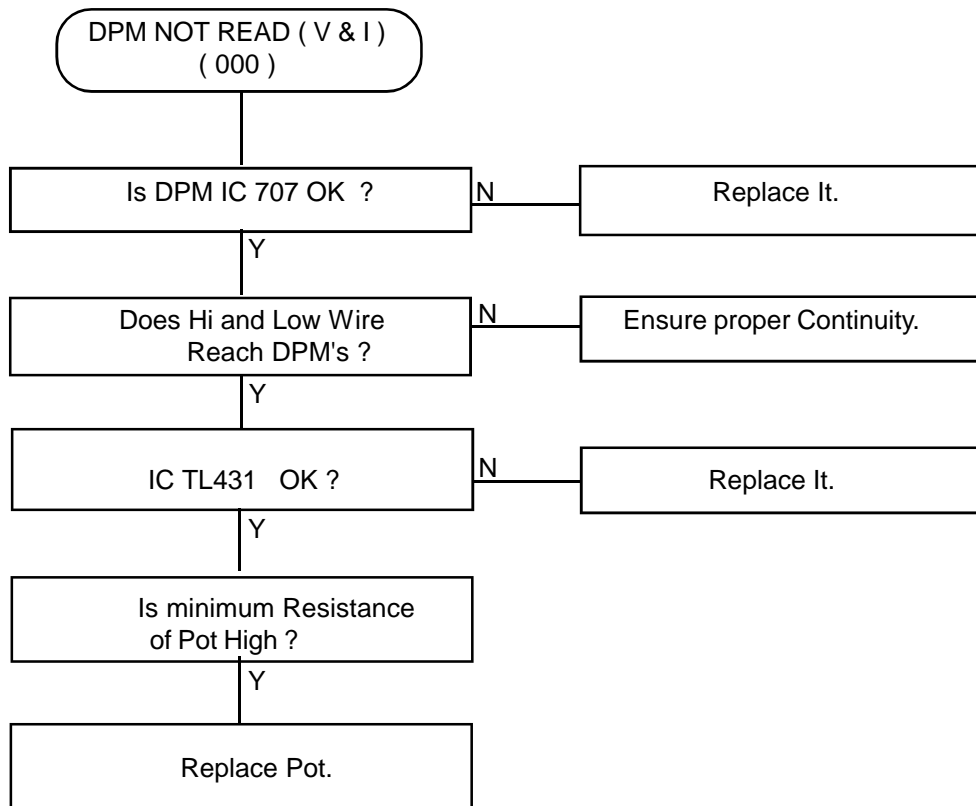 DPM NOT READ ( V & I )
( 000 )
Is DPM IC 707 OK ?
N
Replace It.
Y
Does Hi and Low Wire
Reach DPM's ?
N
Ensure proper Continuity.
Y
IC TL431 OK ?
N
Replace It.
Y
Is minimum Resistance
of Pot High ?
Y
Replace Pot.